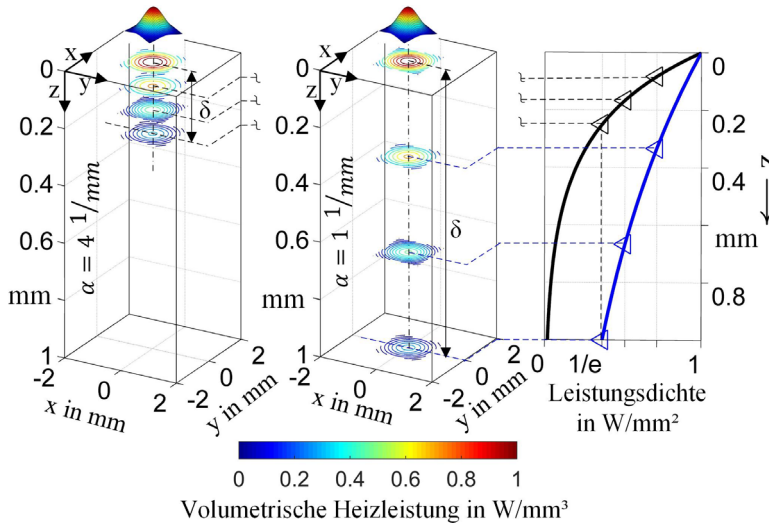 x
y
z
0
0.2
0.4
0.6
mm
1
δ
α = 4 1/mm
-2
0
2
x in mm
-2
0
2
y in mm
x
y
z
0
0.2
0.4
0.6
mm
1
δ
α = 1 1/mm
-2
0
2
x in mm
-2
0
2
y in mm
0
0.2
z
mm
0.8
0
1/e
1
Leistungsdichte
in W/mm²
0
0.2
0.4
0.6
0.8
1
Volumetrische Heizleistung in W/mm³